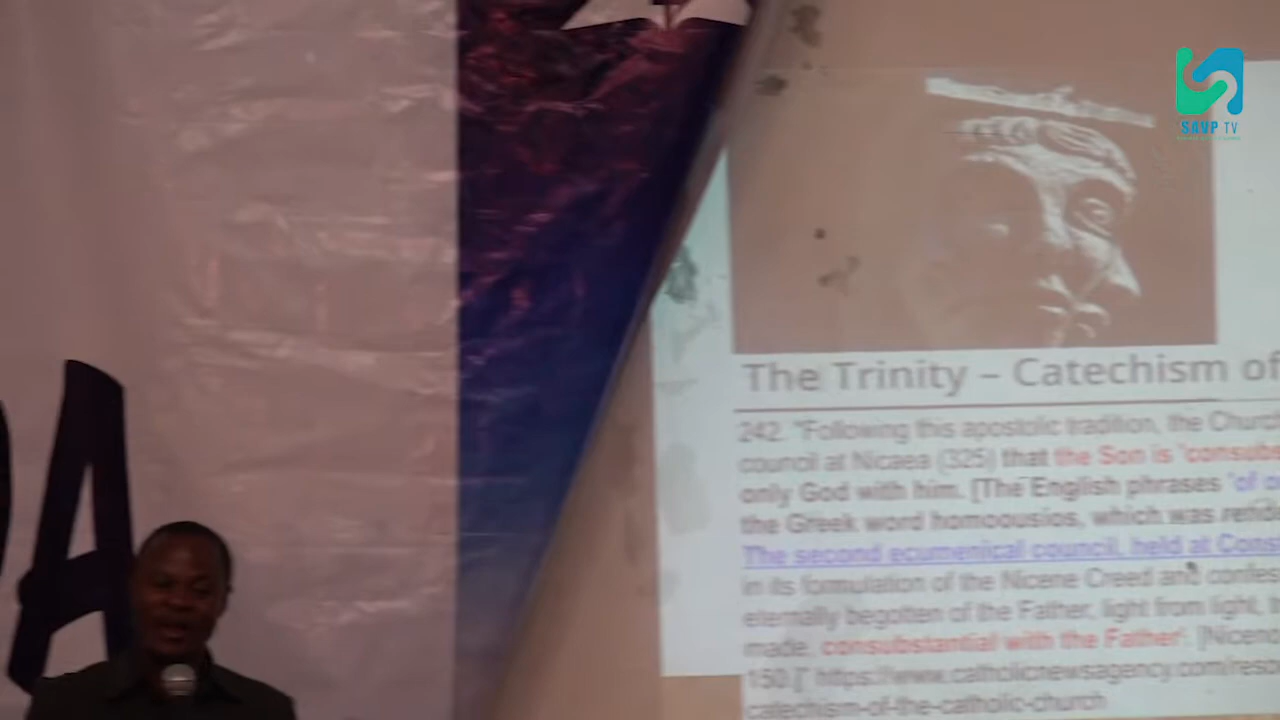 SAVP TV
The Trinity – Catechism of
242. "Following this apostolic tradition, the Church
council at Nicaea (325) that the Son is 'consubs
only God with him. [The English phrases 'of o
the Greek word homoousios, which was rende
The second ecumenical council, held at Cons
in its formulation of the Nicene Creed and confes
eternally begotten of the Father, light from light,
made, consubstantial with the Father'. [Nicene
150.]" https://www.catholicnewsagency.com/reso
catechism-of-the-catholic-church
A